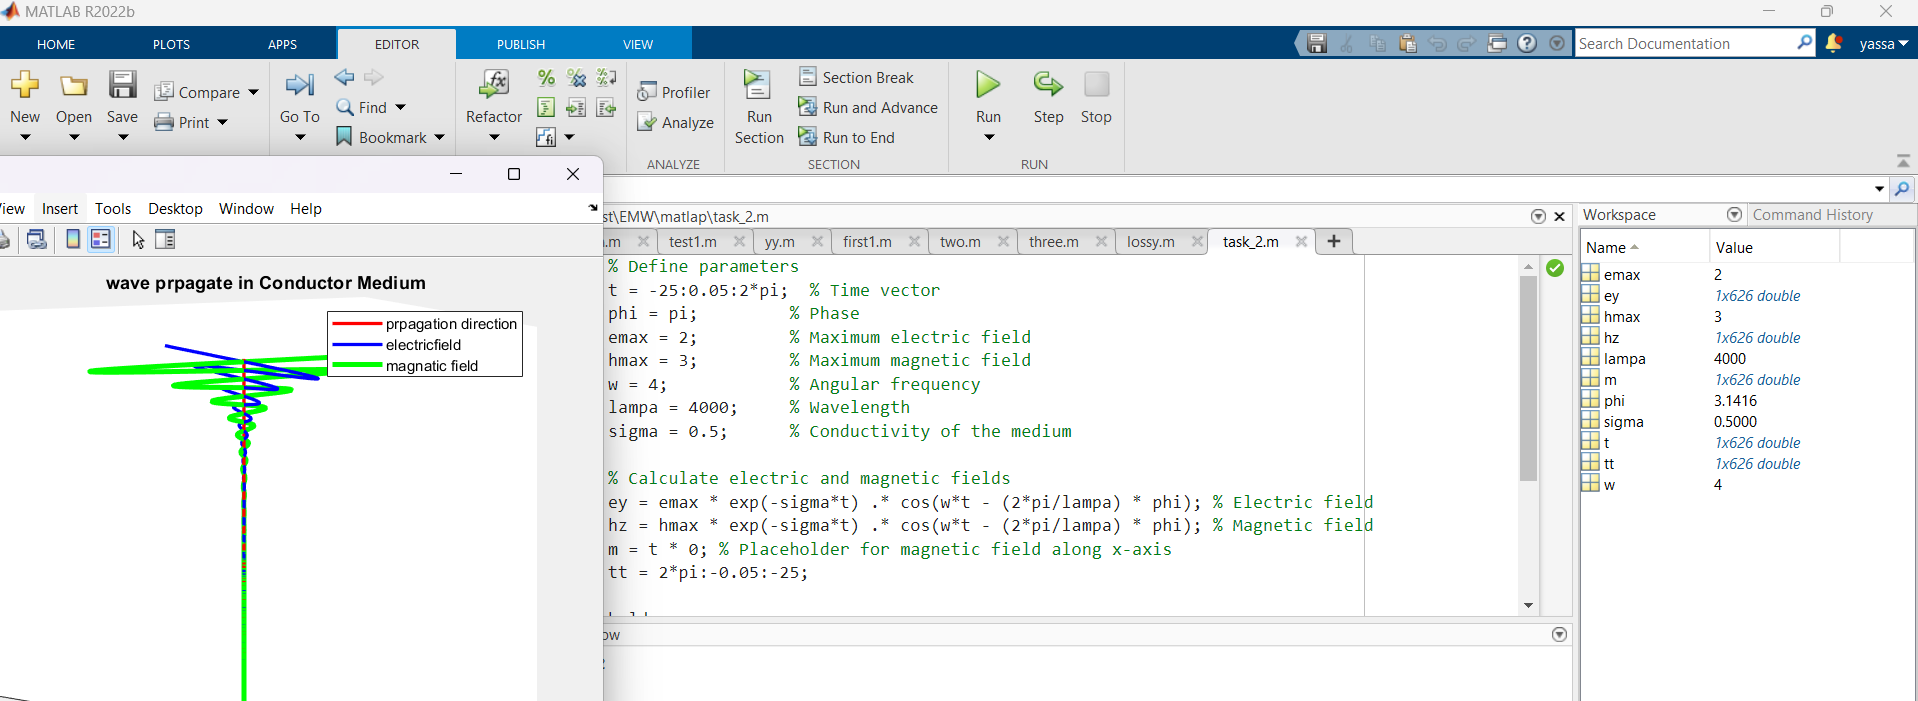 MATLAB R2022b
HOME PLOTS APPS EDITOR PUBLISH VIEW
Search Documentation
yassa
New
Open
Save
Compare
Print
Go To
Find
Bookmark
Refactor
Profiler
Analyze
ANALYZE
Run Section
Section Break
Run and Advance
Run to End
SECTION
Run
Step
Stop
RUN
Insert Tools Desktop Window Help
wave prpagate in Conductor Medium
prpagation direction
electricfield
magnatic field
st\EMW\matlap\task_2.m
.m test1.m yy.m first1.m two.m three.m lossy.m task_2.m
% Define parameters
t = -25:0.05:2*pi; % Time vector
phi = pi; % Phase
emax = 2; % Maximum electric field
hmax = 3; % Maximum magnetic field
w = 4; % Angular frequency
lampa = 4000; % Wavelength
sigma = 0.5; % Conductivity of the medium
% Calculate electric and magnetic fields
ey = emax * exp(-sigma*t) .* cos(w*t - (2*pi/lampa) * phi); % Electric field
hz = hmax * exp(-sigma*t) .* cos(w*t - (2*pi/lampa) * phi); % Magnetic field
m = t * 0; % Placeholder for magnetic field along x-axis
tt = 2*pi:-0.05:-25;
ow
Workspace
Command History
Name Value
emax 2
ey 1x626 double
hmax 3
hz 1x626 double
lampa 4000
m 1x626 double
phi 3.1416
sigma 0.5000
t 1x626 double
tt 1x626 double
w 4